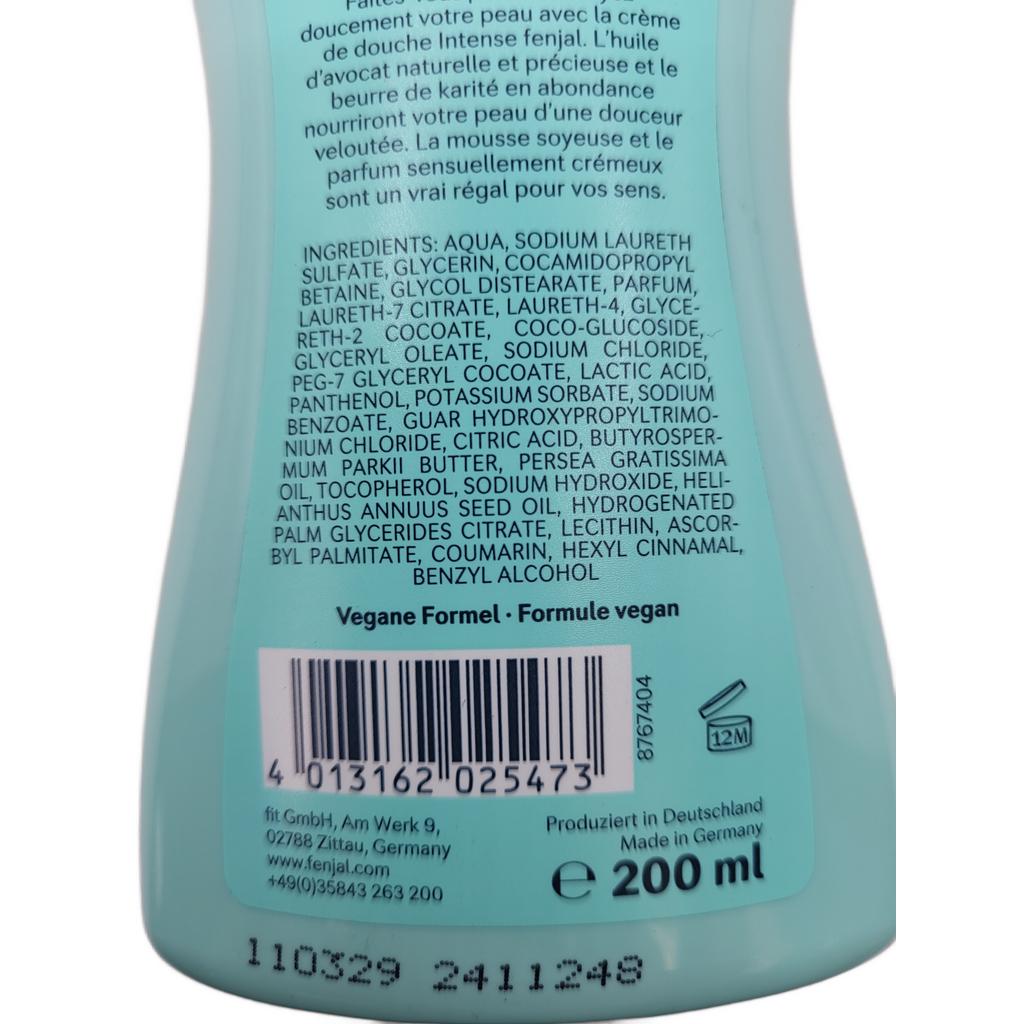 doucement votre peau avec la crème
de douche Intense fenjal. L'huile
d'avocat naturelle et précieuse et le
beurre de karité en abondance
nourriront votre peau d'une douceur
veloutée. La mousse soyeuse et le
parfum sensuellement crémeux
sont un vrai régal pour vos sens.
INGREDIENTS: AQUA, SODIUM LAURETH
SULFATE, GLYCERIN, COCAMIDOPROPYL
BETAINE, GLYCOL DISTEARATE, PARFUM,
LAURETH-7 CITRATE, LAURETH-4, GLYCE-
RETH-2 COCOATE, COCO-GLUCOSIDE,
GLYCERYL OLEATE, SODIUM CHLORIDE,
PEG-7 GLYCERYL COCOATE, LACTIC ACID,
PANTHENOL, POTASSIUM SORBATE, SODIUM
BENZOATE, GUAR HYDROXYPROPYLTRIMO-
NIUM CHLORIDE, CITRIC ACID, BUTYROSPER-
MUM PARKII BUTTER, PERSEA GRATISSIMA
OIL, TOCOPHEROL, SODIUM HYDROXIDE, HELI-
ANTHUS ANNUUS SEED OIL, HYDROGENATED
PALM GLYCERIDES CITRATE, LECITHIN, ASCOR-
BYL PALMITATE, COUMARIN, HEXYL CINNAMAL,
BENZYL ALCOHOL
Vegane Formel · Formule vegan
4 013162 025473
8767404
12M
fit GmbH, Am Werk 9,
02788 Zittau, Germany
www.fenjal.com
+49(0)35843 263 200
Produziert in Deutschland
Made in Germany
℮ 200 ml
110329 2411248